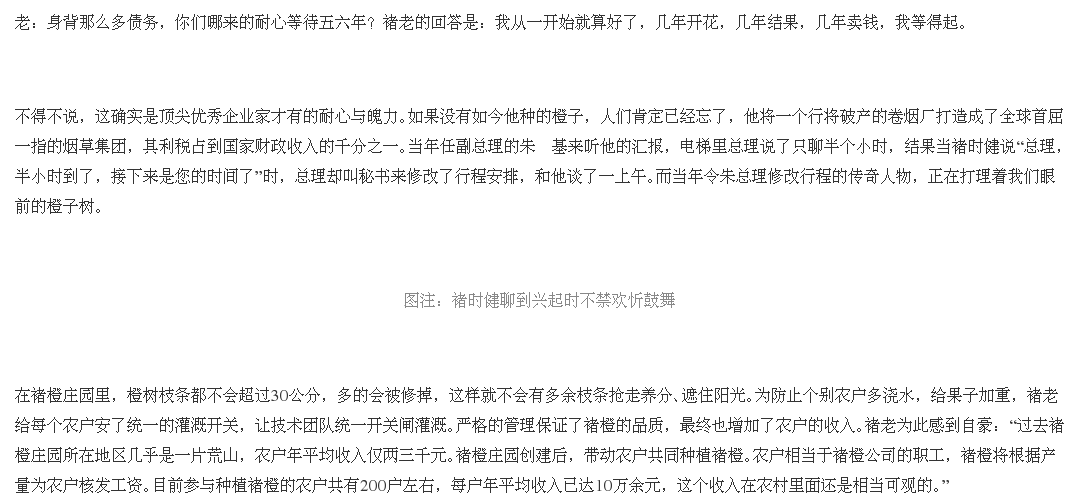 老：身背那么多债务，你们哪来的耐心等待五六年？褚老的回答是：我从一开始就算好了，几年开花，几年结果，几年卖钱，我等得起。
不得不说，这确实是顶尖优秀企业家才有的耐心与魄力。如果没有如今他种的橙子，人们肯定已经忘了，他将一个行将破产的卷烟厂打造成了全球首屈
一指的烟草集团，其利税占到国家财政收入的千分之一。当年任副总理的朱　基来听他的汇报，电梯里总理说了只聊半个小时，结果当褚时健说“总理，
半小时到了，接下来是您的时间了”时，总理却叫秘书来修改了行程安排，和他谈了一上午。而当年令朱总理修改行程的传奇人物，正在打理着我们眼
前的橙子树。
图注：褚时健聊到兴起时不禁欢忻鼓舞
在褚橙庄园里，橙树枝条都不会超过30公分，多的会被修掉，这样就不会有多余枝条抢走养分、遮住阳光。为防止个别农户多浇水，给果子加重，褚老
给每个农户安了统一的灌溉开关，让技术团队统一开关闸灌溉。严格的管理保证了褚橙的品质，最终也增加了农户的收入。褚老为此感到自豪：“过去褚
橙庄园所在地区几乎是一片荒山，农户年平均收入仅两三千元。褚橙庄园创建后，带动农户共同种植褚橙。农户相当于褚橙公司的职工，褚橙将根据产
量为农户核发工资。目前参与种植褚橙的农户共有200户左右，每户年平均收入已达10万余元，这个收入在农村里面还是相当可观的。”